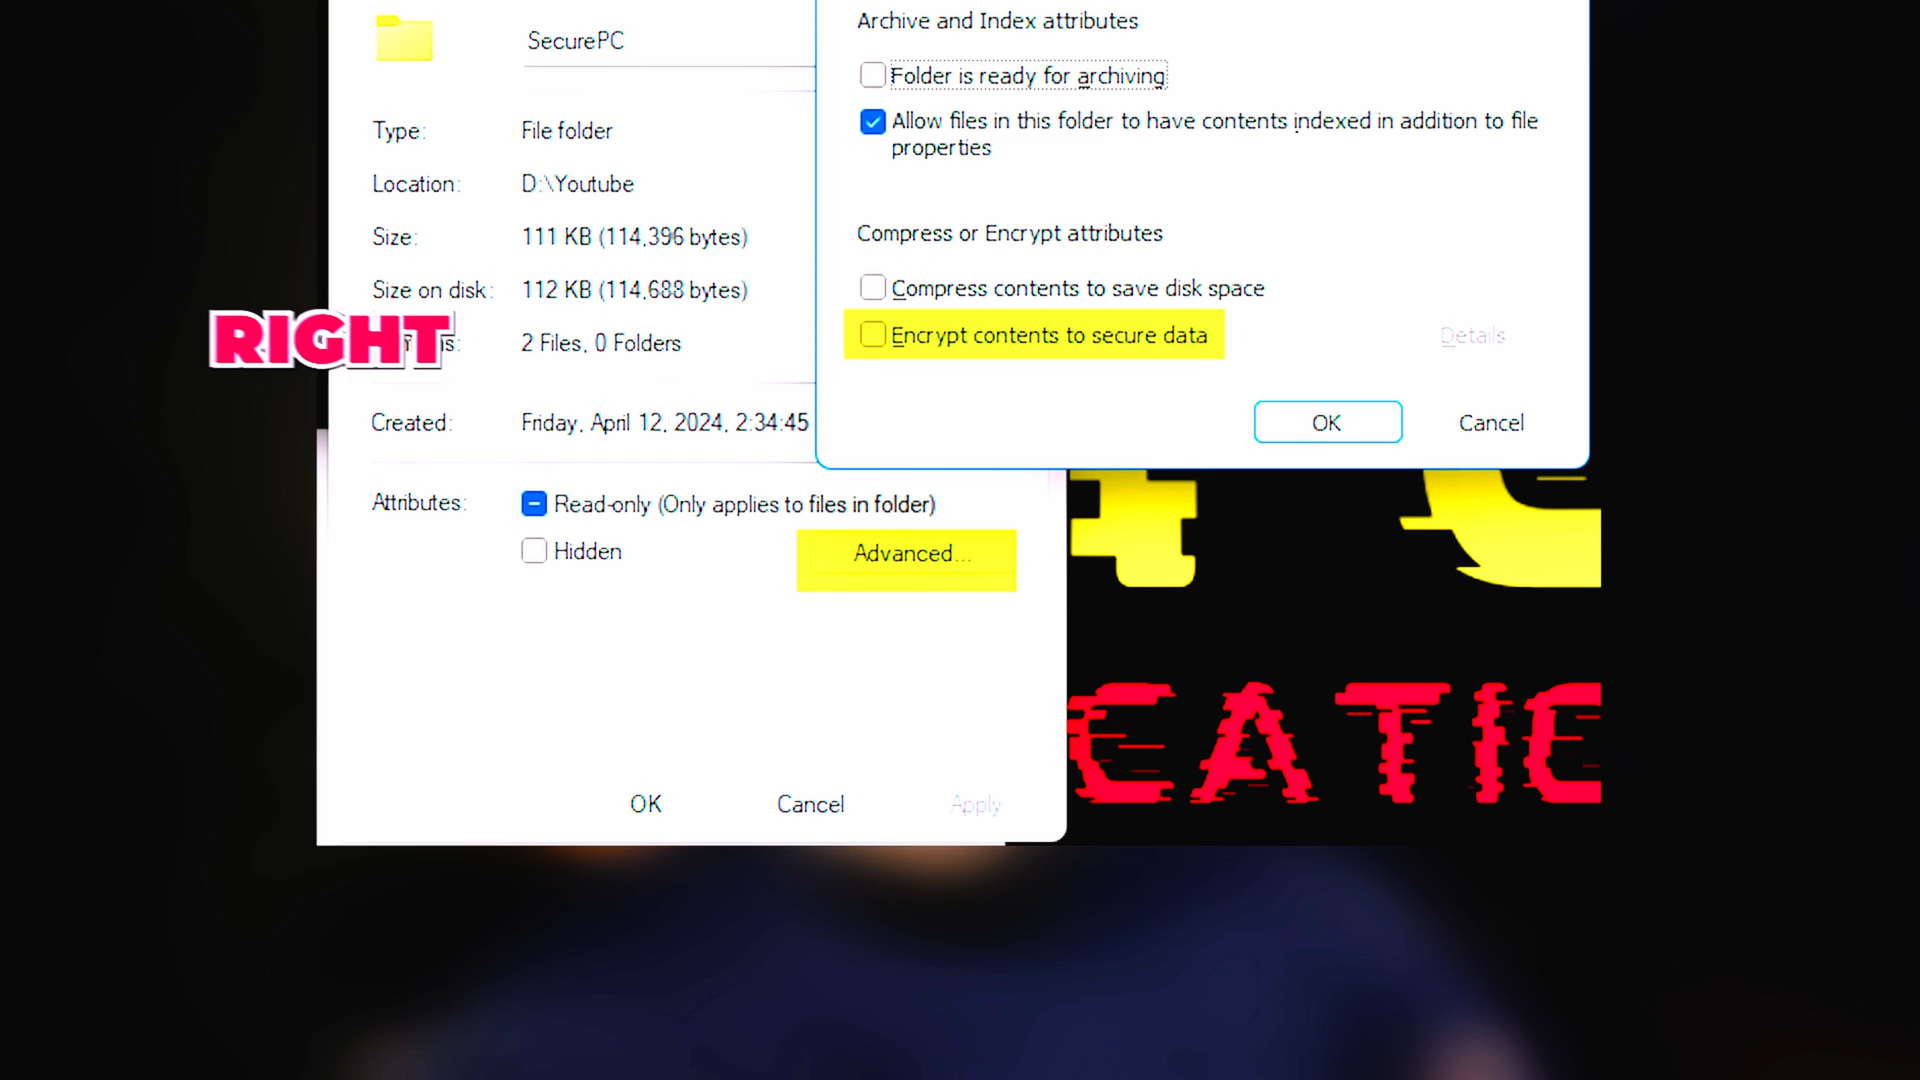 SecurePC
Type: File folder
Location: D:\Youtube
Size: 111 KB (114,396 bytes)
Size on disk: 112 KB (114,688 bytes)
RIGHT
2 Files, 0 Folders
Created: Friday, April 12, 2024, 2:34:45
Attributes: Read-only (Only applies to files in folder)
Hidden
Advanced...
OK Cancel Apply
Archive and Index attributes
Folder is ready for archiving
Allow files in this folder to have contents indexed in addition to file
properties
Compress or Encrypt attributes
Compress contents to save disk space
Encrypt contents to secure data
Details
OK Cancel
CATIC